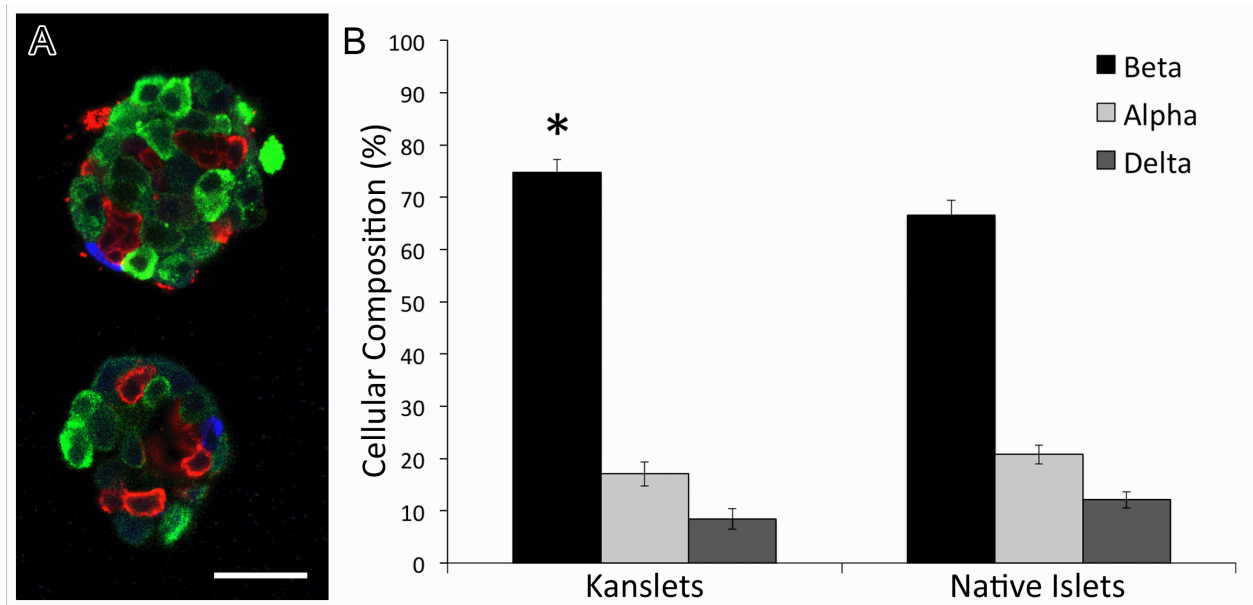 A
B
Cellular Composition (%)
100
90
80
70
60
50
40
30
20
10
0
*
Beta
Alpha
Delta
Kanslets
Native Islets